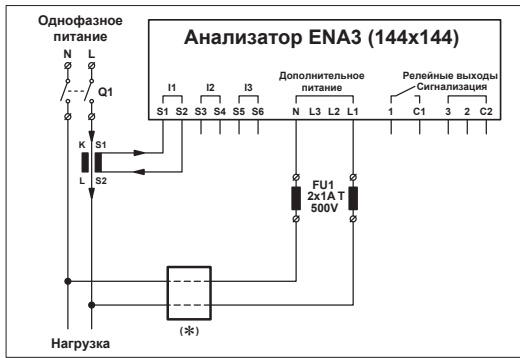 Однофазное
питание
N L
Q1
Анализатор ENA3 (144x144)
I1 I2 I3
Дополнительное
питание
Релейные выходы
Сигнализация
S1 S2 S3 S4 S5 S6 N L3 L2 L1 1 C1 3 2 C2
K S1
L S2
FU1
2x1A T
500V
(*)
Нагрузка